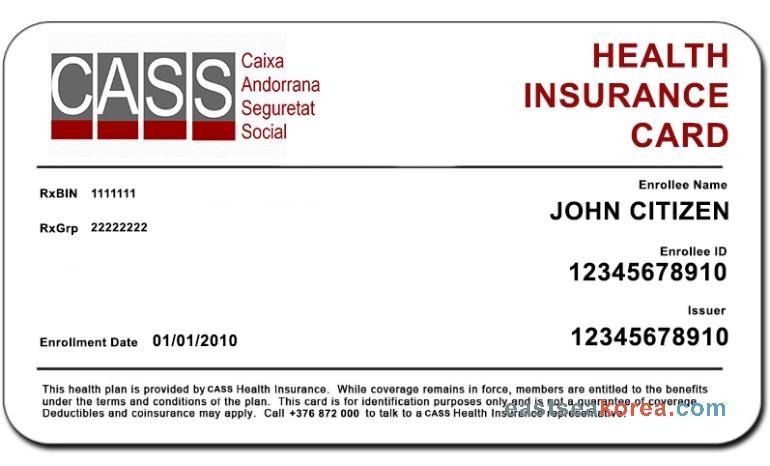 CASS
Caixa
Andorrana
Seguretat
Social
HEALTH
INSURANCE
CARD
RxBIN 1111111
RxGrp 22222222
Enrollee Name
JOHN CITIZEN
Enrollee ID
12345678910
Issuer
12345678910
Enrollment Date 01/01/2010
This health plan is provided by CASS Health Insurance. While coverage remains in force, members are entitled to the benefits
under the terms and conditions of the plan. This card is for identification purposes only and is not a guarantee of coverage.
Deductibles and coinsurance may apply. Call +376 872 000 to talk to a CASS Health Insurance representative.
eastseakorea.com